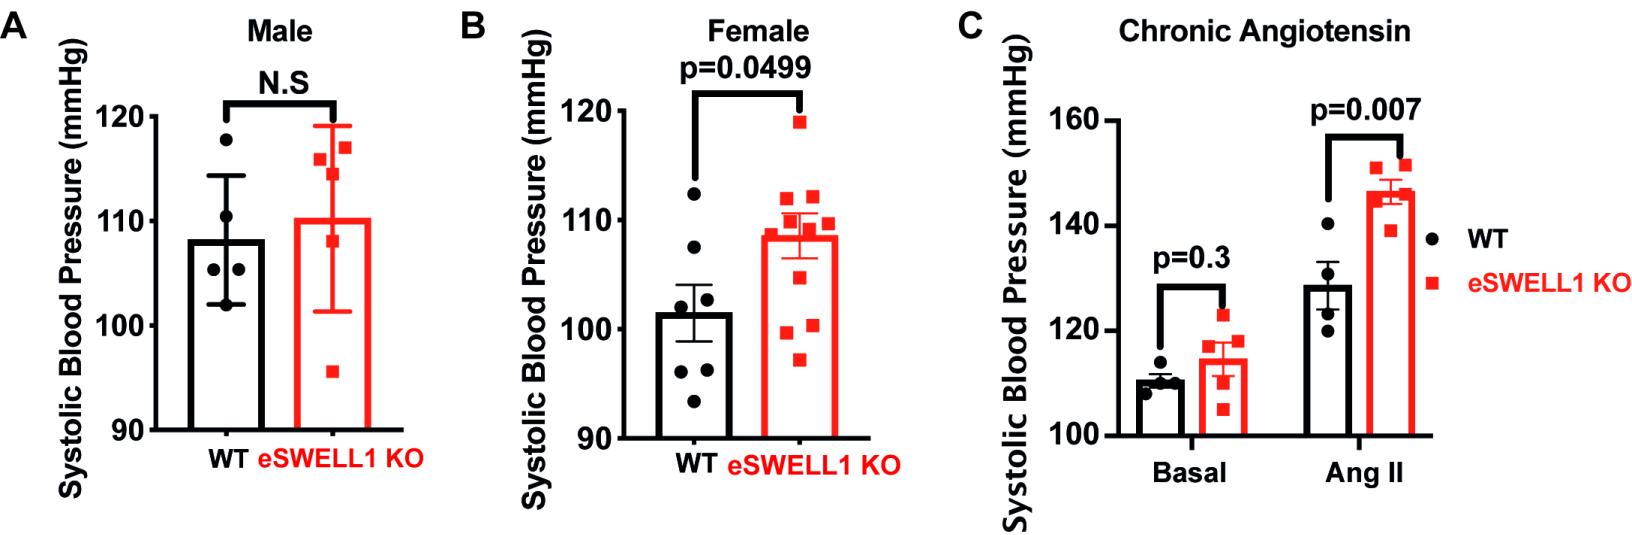 A
Male
Systolic Blood Pressure (mmHg)
N.S
120
110
100
90
WT
eSWELL1 KO
B
Female
Systolic Blood Pressure (mmHg)
p=0.0499
120
110
100
90
WT
eSWELL1 KO
C
Chronic Angiotensin
Systolic Blood Pressure (mmHg)
160
140
120
100
p=0.3
p=0.007
Basal
Ang II
WT
eSWELL1 KO